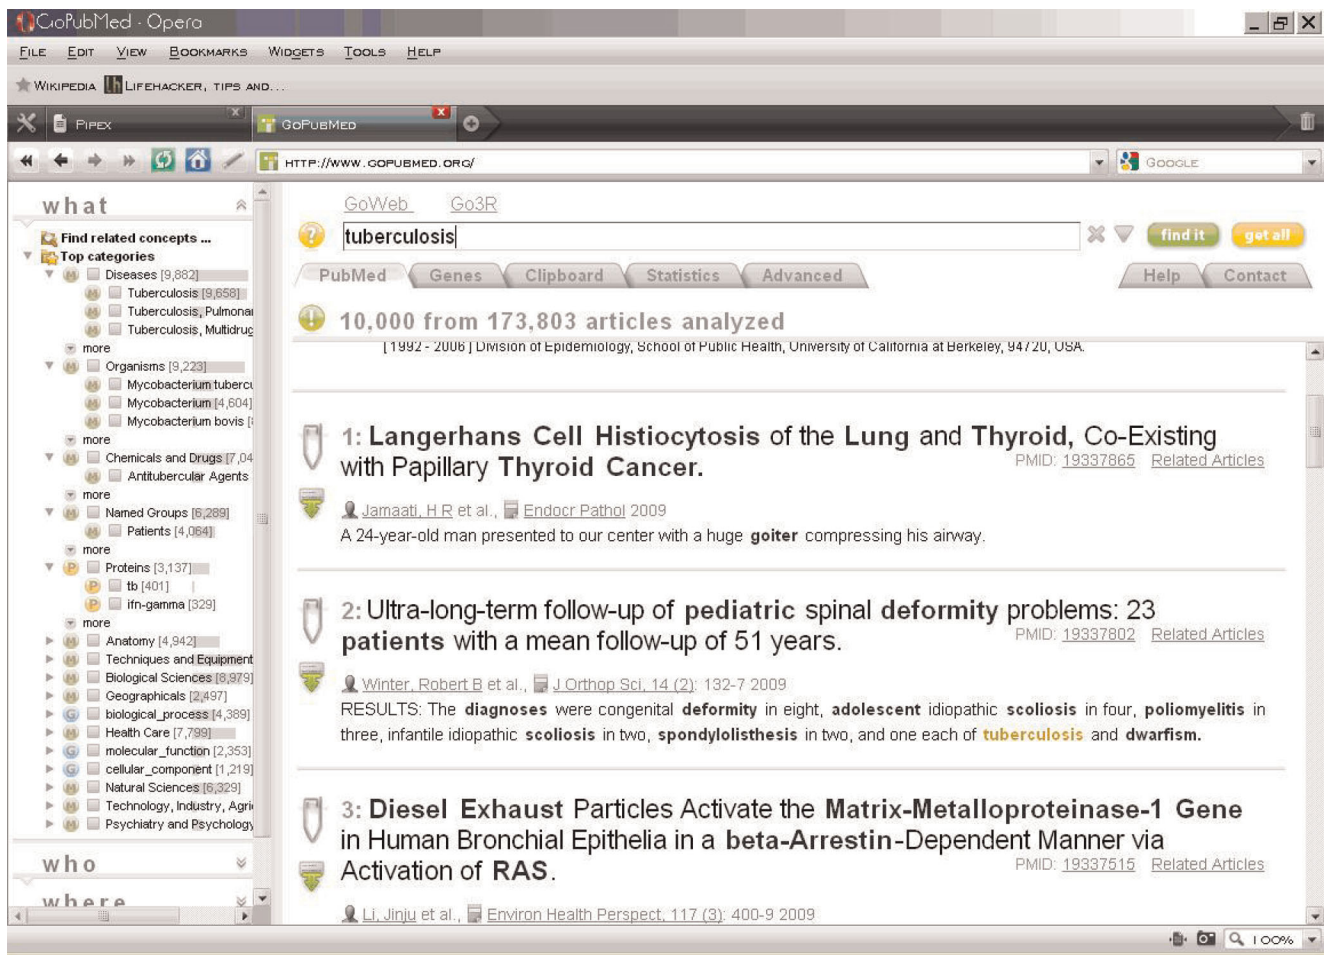 GoPubMed - Opera
File Edit View Bookmarks Widgets Tools Help
Wikipedia Lifehacker, tips and...
Pipex GoPubMed
http://www.gopubmed.org/ Google
what
Find related concepts ...
Top categories
Diseases [9,882]
Tuberculosis [9,658]
Tuberculosis, Pulmonar
Tuberculosis, Multidrug
more
Organisms [9,223]
Mycobacterium tubercu
Mycobacterium [4,604]
Mycobacterium bovis [
more
Chemicals and Drugs [7,04
Antitubercular Agents
more
Named Groups [6,289]
Patients [4,064]
more
Proteins [3,137]
tb [401]
ifn-gamma [329]
more
Anatomy [4,942]
Techniques and Equipment
Biological Sciences [8,979]
Geographicals [2,497]
biological_process [4,389]
Health Care [7,799]
molecular_function [2,353]
cellular_component [1,219]
Natural Sciences [6,329]
Technology, Industry, Agri
Psychiatry and Psychology
who
where
GoWeb Go3R
tuberculosis find it get all
PubMed Genes Clipboard Statistics Advanced Help Contact
10,000 from 173,803 articles analyzed
[ 1992 - 2006 ] Division of Epidemiology, School of Public Health, University of California at Berkeley, 94720, USA.
1: Langerhans Cell Histiocytosis of the Lung and Thyroid, Co-Existing
with Papillary Thyroid Cancer. PMID: 19337865 Related Articles
Jamaati, H R et al., Endocr Pathol 2009
A 24-year-old man presented to our center with a huge goiter compressing his airway.
2: Ultra-long-term follow-up of pediatric spinal deformity problems: 23
patients with a mean follow-up of 51 years. PMID: 19337802 Related Articles
Winter, Robert B et al., J Orthop Sci, 14 (2): 132-7 2009
RESULTS: The diagnoses were congenital deformity in eight, adolescent idiopathic scoliosis in four, poliomyelitis in
three, infantile idiopathic scoliosis in two, spondylolisthesis in two, and one each of tuberculosis and dwarfism.
3: Diesel Exhaust Particles Activate the Matrix-Metalloproteinase-1 Gene
in Human Bronchial Epithelia in a beta-Arrestin-Dependent Manner via
Activation of RAS. PMID: 19337515 Related Articles
Li, Jinju et al., Environ Health Perspect, 117 (3): 400-9 2009
100%